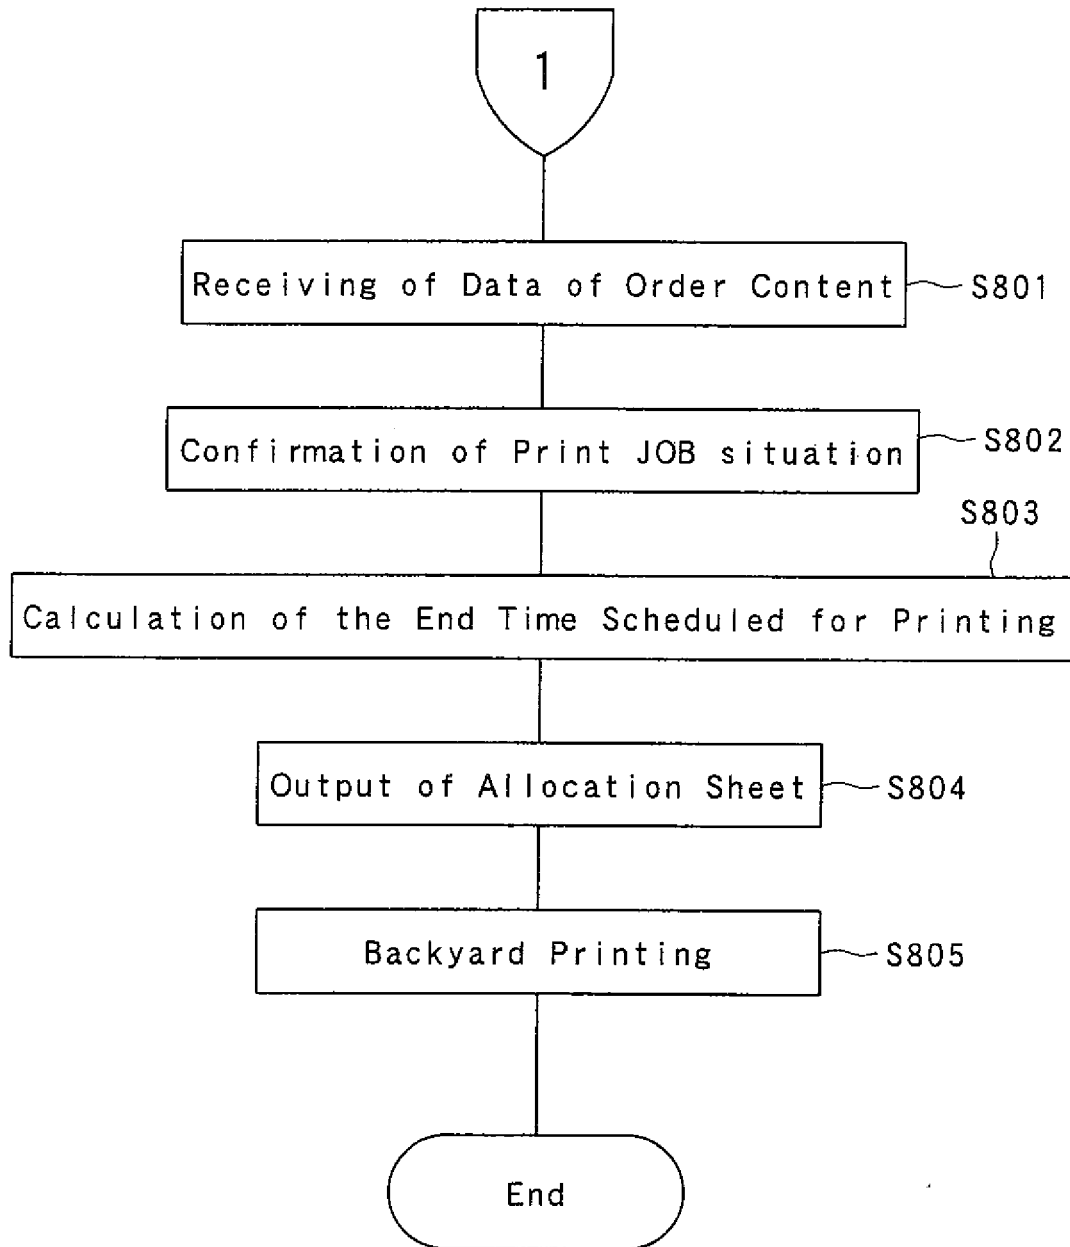 1
Receiving of Data of Order Content
S801
Confirmation of Print JOB situation
S802
S803
Calculation of the End Time Scheduled for Printing
Output of Allocation Sheet
S804
Backyard Printing
S805
End